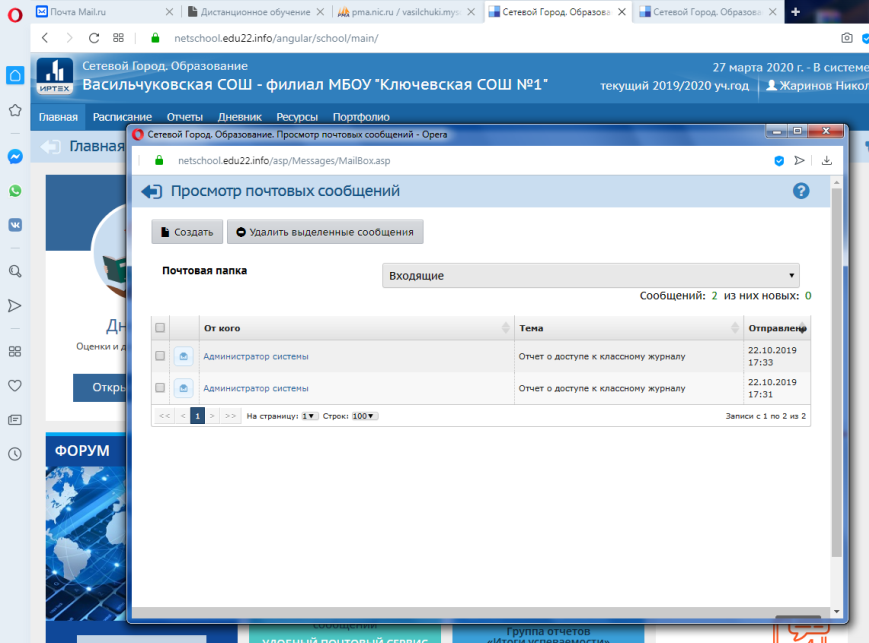 Почта Mail.ru
Дистанционное обучение
pma.nic.ru / vasilchuki.mys
Сетевой Город. Образова
Сетевой Город. Образова
netschool.edu22.info/angular/school/main/
ИРТЕХ
Сетевой Город. Образование
Васильчуковская СОШ - филиал МБОУ "Ключевская СОШ №1"
27 марта 2020 г. - В системе
текущий 2019/2020 уч.год
Жаринов Никол
Главная Расписание Отчеты Дневник Ресурсы Портфолио
Главная
Сетевой Город. Образование. Просмотр почтовых сообщений - Opera
netschool.edu22.info/asp/Messages/MailBox.asp
Просмотр почтовых сообщений
?
Создать
Удалить выделенные сообщения
Почтовая папка
Входящие
Сообщений: 2 из них новых: 0
От кого Тема Отправлено
Администратор системы Отчет о доступе к классному журналу 22.10.2019
17:33
Администратор системы Отчет о доступе к классному журналу 22.10.2019
17:31
<< < 1 > >> На страницу: 1 Строк: 100
Записи с 1 по 2 из 2
Дн
Оценки и д
Откры
ФОРУМ
сообщений
УДОБНЫЙ ПОЧТОВЫЙ СЕРВИС
Группа отчетов
«Итоги успеваемости»